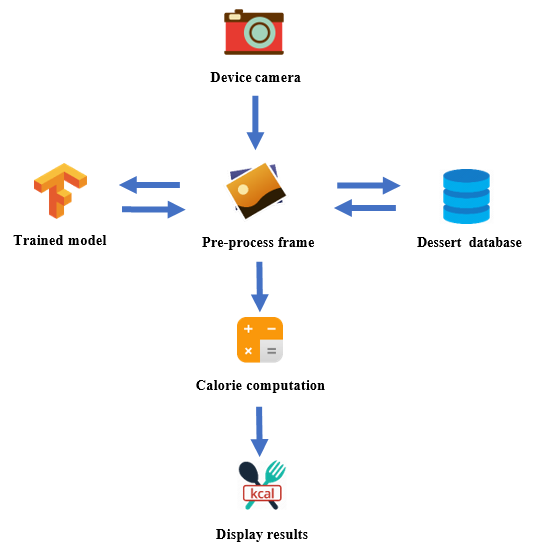 Device camera
Trained model
Pre-process frame
Dessert database
+ −
× =
Calorie computation
kcal
Display results